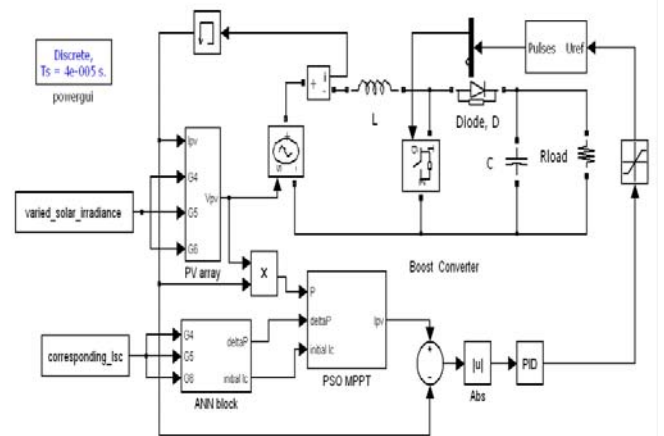 Discrete,
Ts = 4e-005 s.
powergui
i
+
-
L
Diode, D
Pulses Uref
C
Rload
Boost Converter
varied_solar_irradiance
Ipv
G4
G5
G6
Vpv
PV array
+
s
-
X
corresponding_Isc
G4
G5
G6
deltaP
initial Ic
ANN block
P
deltaP
initial Ic
Ipv
PSO MPPT
+
-
|u|
Abs
PID